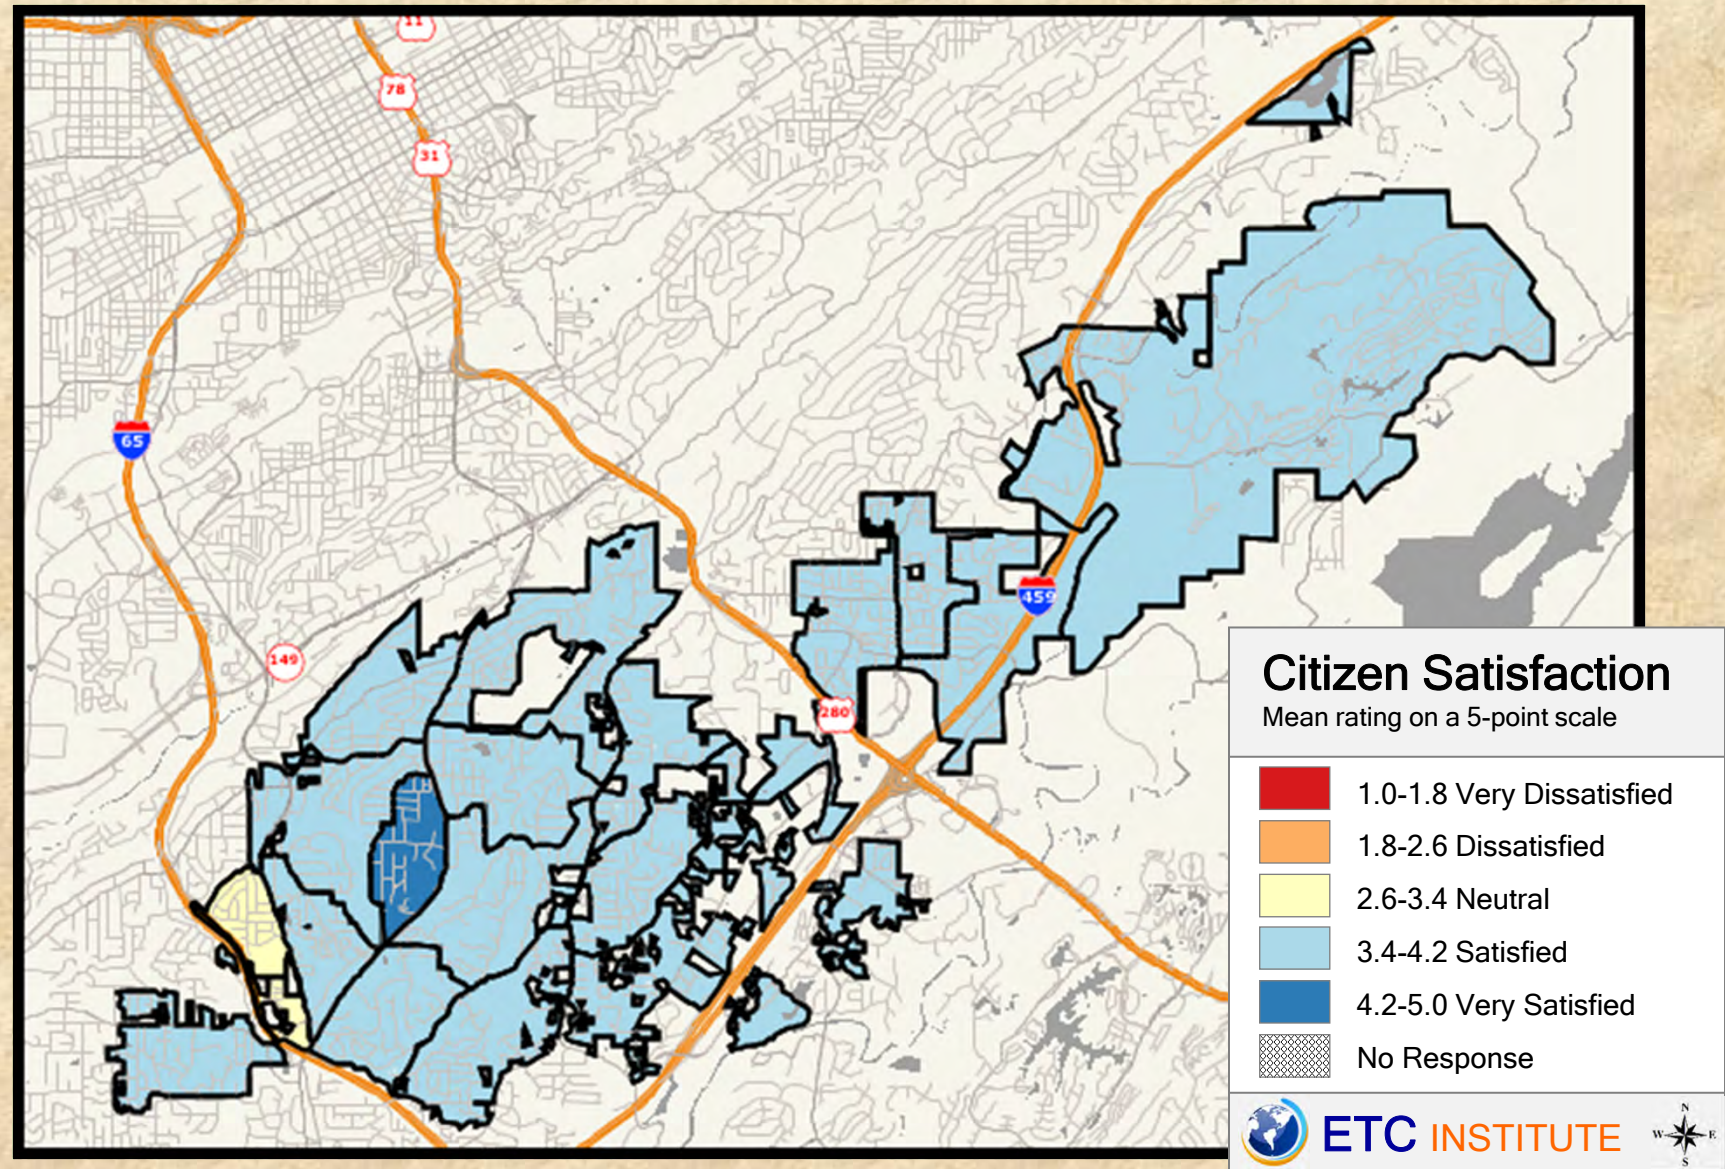 11
78
31
65
459
149
280
Citizen Satisfaction
Mean rating on a 5-point scale
1.0-1.8 Very Dissatisfied
1.8-2.6 Dissatisfied
2.6-3.4 Neutral
3.4-4.2 Satisfied
4.2-5.0 Very Satisfied
No Response
ETC INSTITUTE
N
W E
S